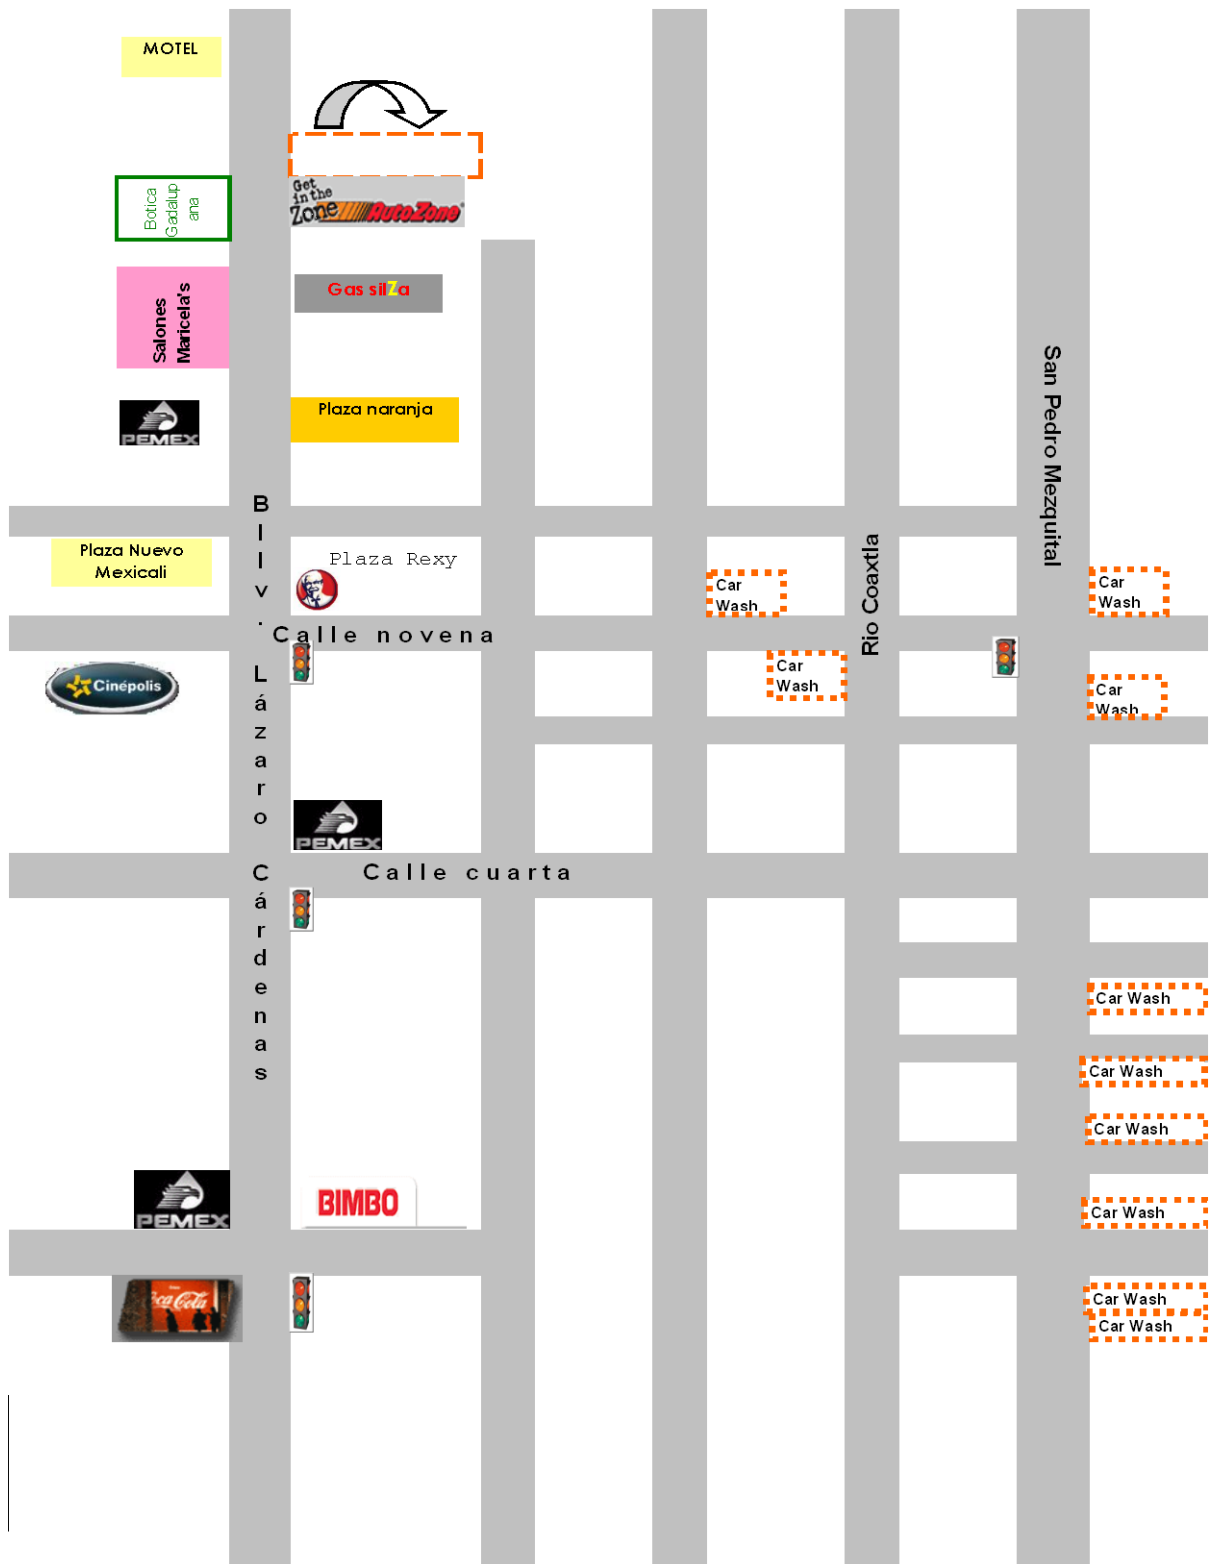 MOTEL
Botica
Gadalup
ana
Get
in the
Zone
AutoZone
Salones
Maricela's
Gas silZa
PEMEX
Plaza naranja
San Pedro Mezquital
Blvd. Lázaro Cárdenas
Plaza Nuevo
Mexicali
Plaza Rexy
Car
Wash
Rio Coaxtla
Car
Wash
Calle novena
Cinépolis
Car
Wash
Car
Wash
PEMEX
Calle cuarta
Car Wash
Car Wash
Car Wash
PEMEX
BIMBO
Car Wash
Coca Cola
Car Wash
Car Wash